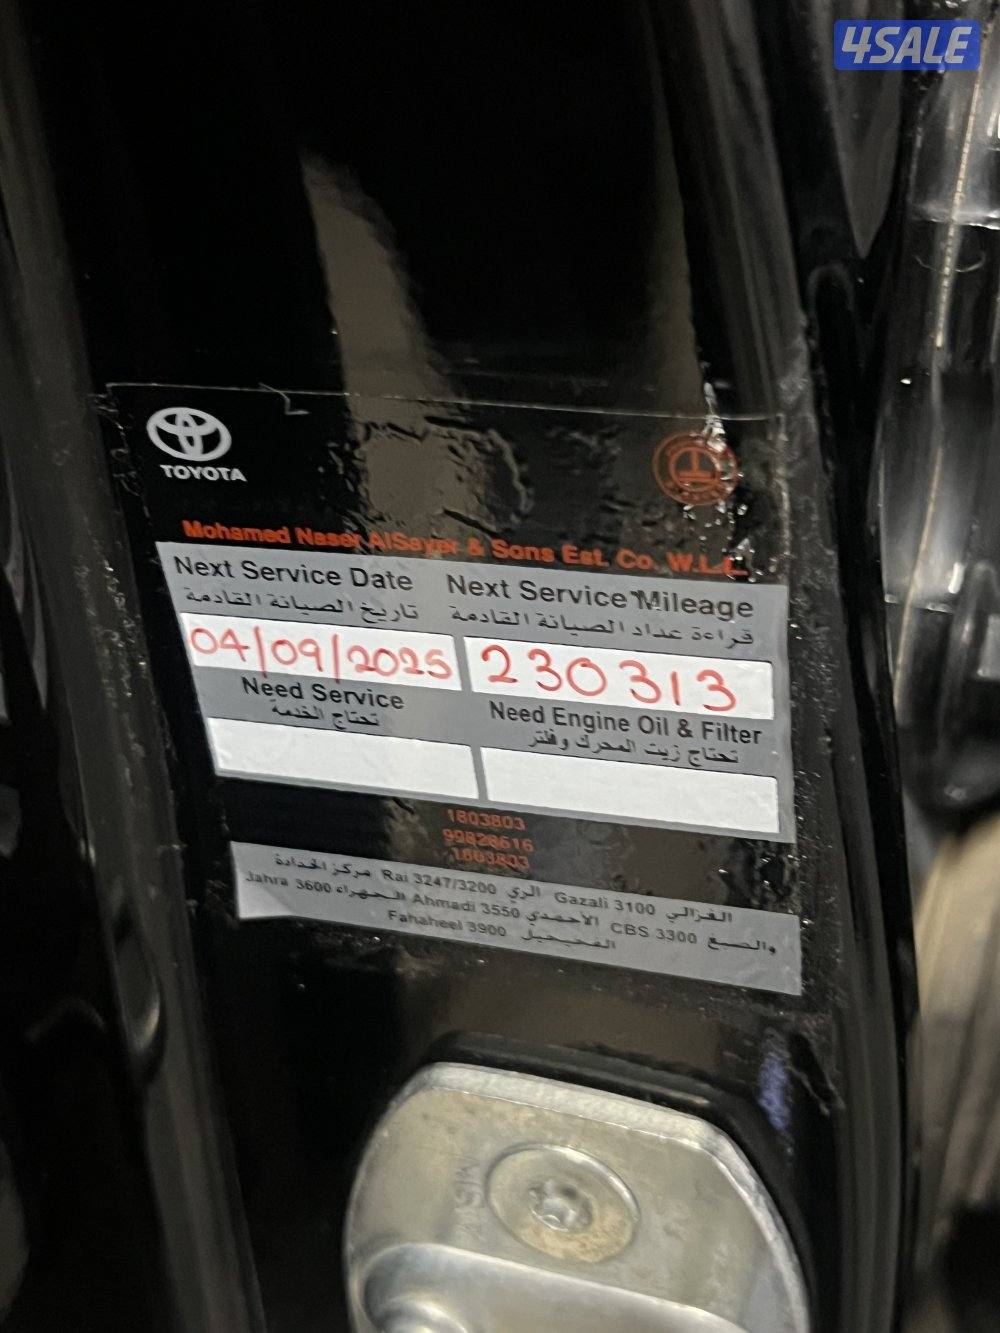 4SALE
TOYOTA
Mohamed Naser AlSayer & Sons Est. Co. W.L.L.
Next Service Date Next Service Mileage
تاريخ الصيانة القادمة قراءة عداد الصيانة القادمة
04/09/2025 230313
Need Service Need Engine Oil & Filter
تحتاج الخدمة تحتاج زيت المحرك وفلتر
1803803
99828616
1803803
الغزالي Gazali 3100 الري Rai 3247/3200 مركز الحدادة
والصبغ CBS 3300 الأحمدي Ahmadi 3550 الجهراء Jahra 3600
الفحيحيل Fahaheel 3900